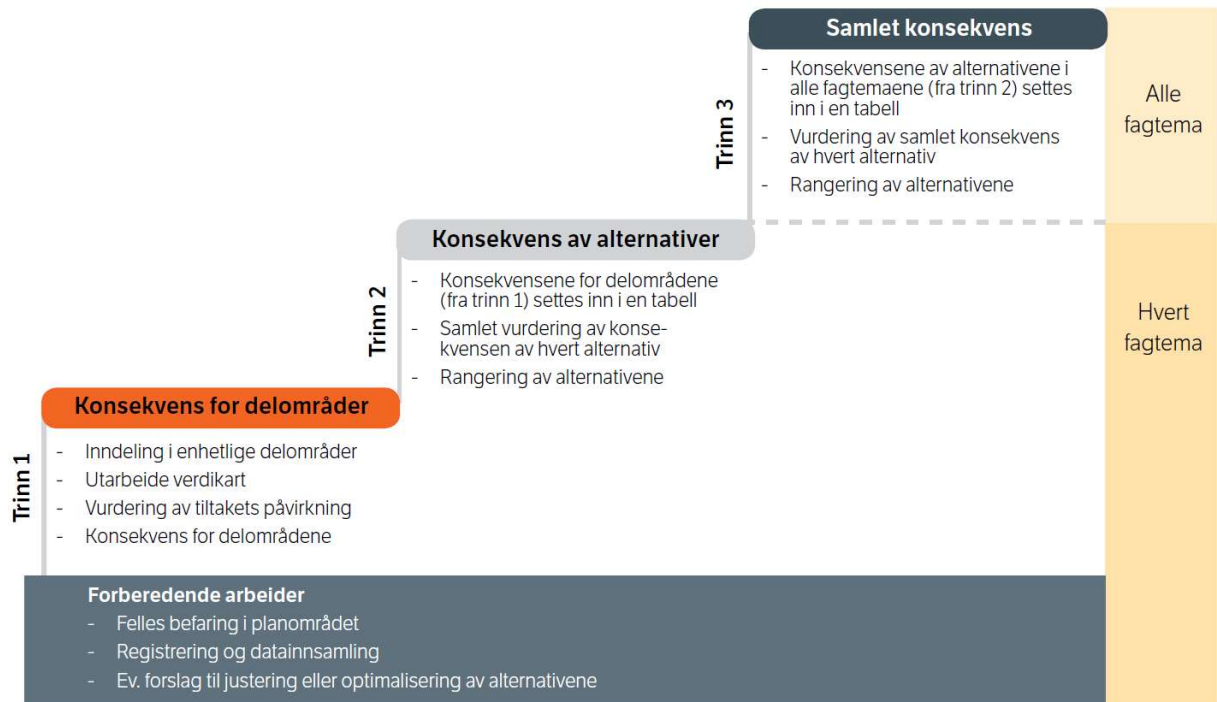 Samlet konsekvens
- Konsekvensene av alternativene i
alle fagtemaene (fra trinn 2) settes
inn i en tabell
- Vurdering av samlet konsekvens
av hvert alternativ
- Rangering av alternativene
Trinn 3
Alle
fagtema
Konsekvens av alternativer
- Konsekvensene for delområdene
(fra trinn 1) settes inn i en tabell
- Samlet vurdering av konse-
kvensen av hvert alternativ
- Rangering av alternativene
Trinn 2
Hvert
fagtema
Konsekvens for delområder
- Inndeling i enhetlige delområder
- Utarbeide verdikart
- Vurdering av tiltakets påvirkning
- Konsekvens for delområdene
Trinn 1
Forberedende arbeider
- Felles befaring i planområdet
- Registrering og datainnsamling
- Ev. forslag til justering eller optimalisering av alternativene